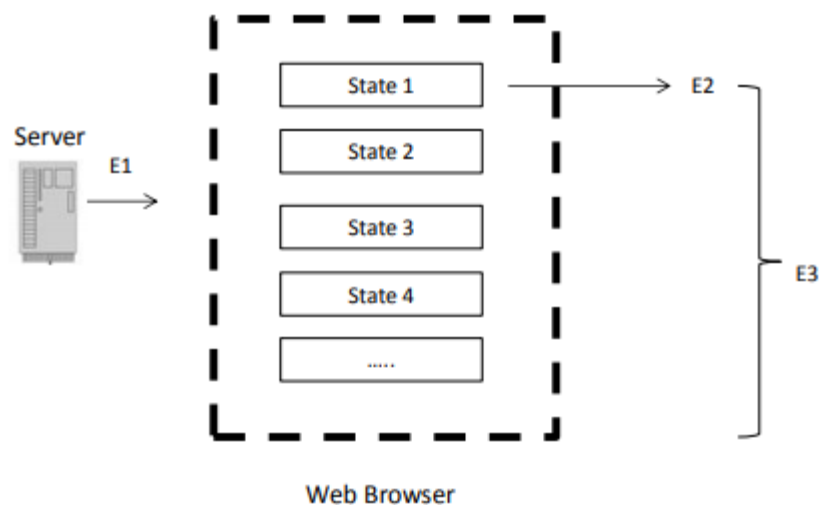 State 1
E2
Server
E1
State 2
State 3
E3
State 4
.....
Web Browser